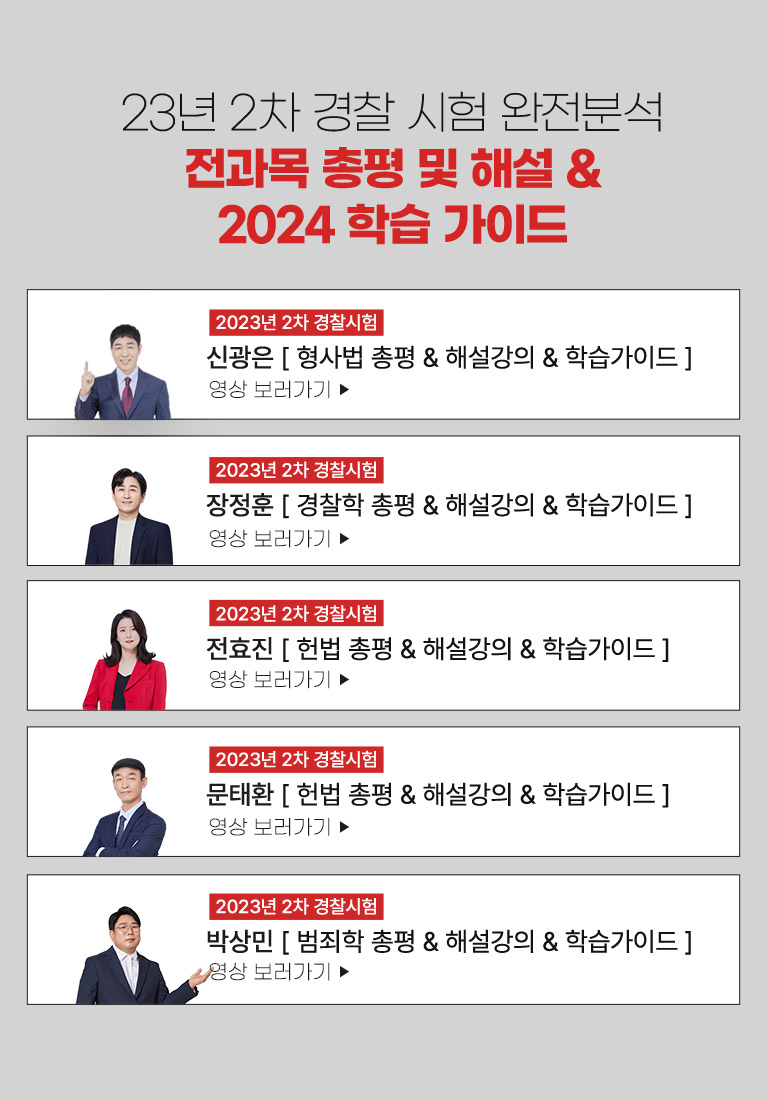 23년 2차 경찰 시험 완전분석
전과목 총평 및 해설 &
2024 학습 가이드
2023년 2차 경찰시험
신광은 [ 형사법 총평 & 해설강의 & 학습가이드 ]
영상 보러가기 ▶
2023년 2차 경찰시험
장정훈 [ 경찰학 총평 & 해설강의 & 학습가이드 ]
영상 보러가기 ▶
2023년 2차 경찰시험
전효진 [ 헌법 총평 & 해설강의 & 학습가이드 ]
영상 보러가기 ▶
2023년 2차 경찰시험
문태환 [ 헌법 총평 & 해설강의 & 학습가이드 ]
영상 보러가기 ▶
2023년 2차 경찰시험
박상민 [ 범죄학 총평 & 해설강의 & 학습가이드 ]
영상 보러가기 ▶